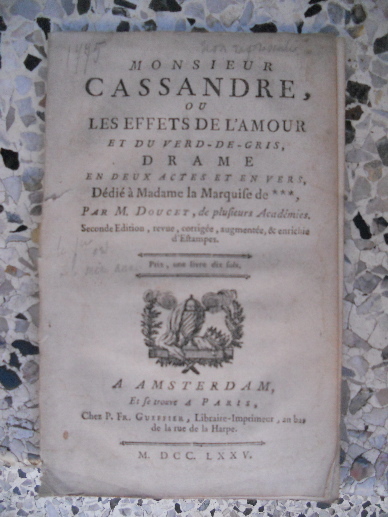 1775
non reprise
MONSIEUR
CASSANDRE,
OU
LES EFFETS DE L'AMOUR
ET DU VERD-DE-GRIS,
DRAME
EN DEUX ACTES ET EN VERS,
Dédié à Madame la Marquise de ***,
PAR M. DOUCET, de plusieurs Académies.
Seconde Edition, revue, corrigée, augmentée, & enrichie
d'Estampes.
Prix, une livre dix sols.
A AMSTERDAM,
Et se trouve A PARIS,
Chez P. FR. GUEFFIER, Libraire-Imprimeur, au bas
de la rue de la Harpe.
M. DCC. LXXV.